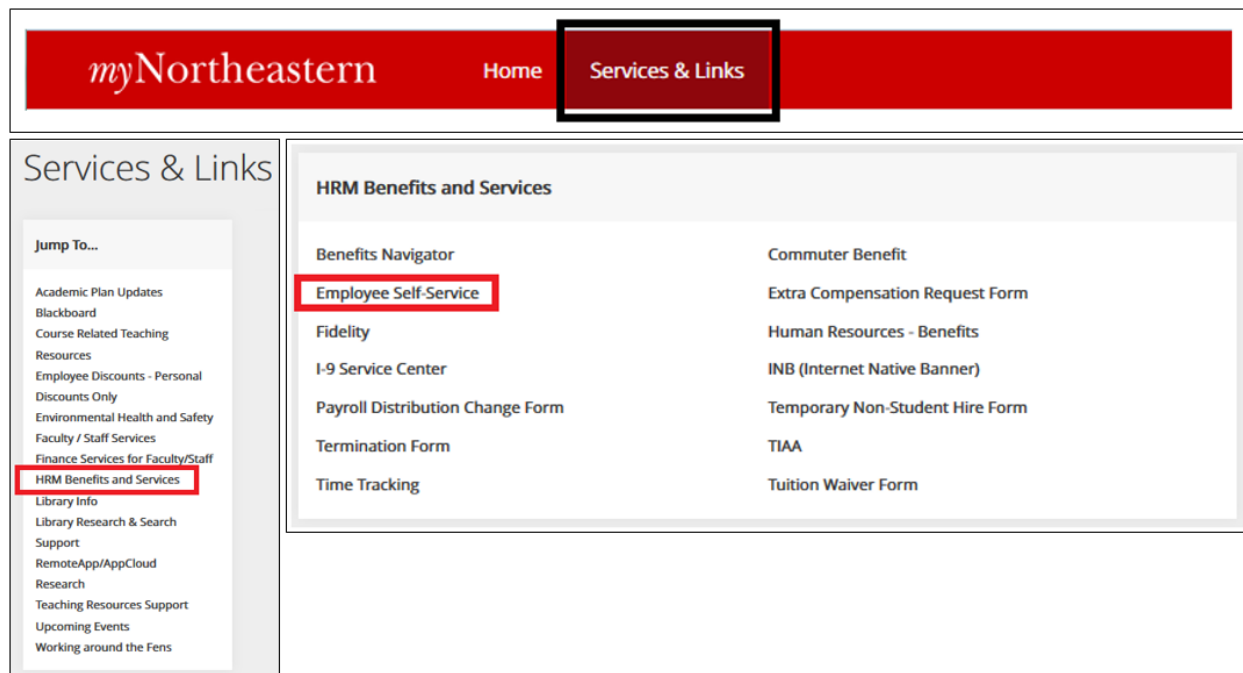 myNortheastern Home Services & Links
Services & Links
Jump To...
Academic Plan Updates
Blackboard
Course Related Teaching
Resources
Employee Discounts - Personal
Discounts Only
Environmental Health and Safety
Faculty / Staff Services
Finance Services for Faculty/Staff
HRM Benefits and Services
Library Info
Library Research & Search
Support
RemoteApp/AppCloud
Research
Teaching Resources Support
Upcoming Events
Working around the Fens
HRM Benefits and Services
Benefits Navigator
Employee Self-Service
Fidelity
I-9 Service Center
Payroll Distribution Change Form
Termination Form
Time Tracking
Commuter Benefit
Extra Compensation Request Form
Human Resources - Benefits
INB (Internet Native Banner)
Temporary Non-Student Hire Form
TIAA
Tuition Waiver Form